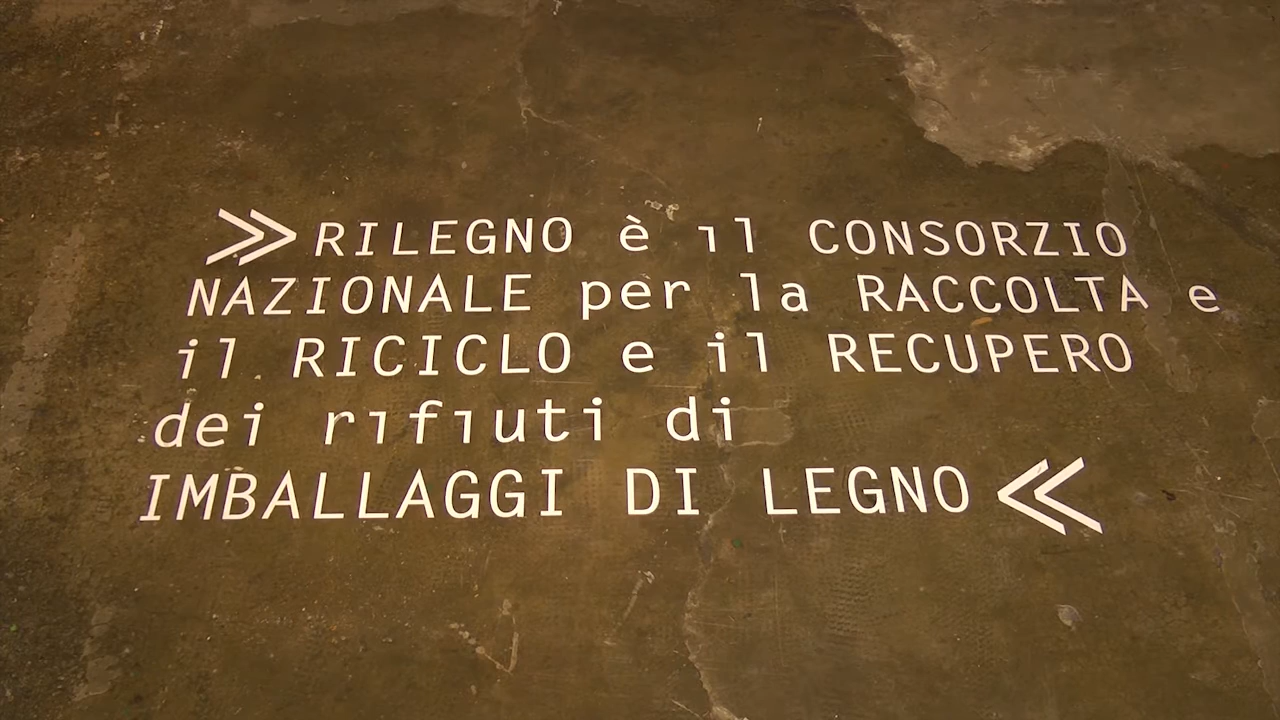 ≫ RILEGNO è il CONSORZIO
NAZIONALE per la RACCOLTA e
il RICICLO e il RECUPERO
dei rifiuti di
IMBALLAGGI DI LEGNO ≪